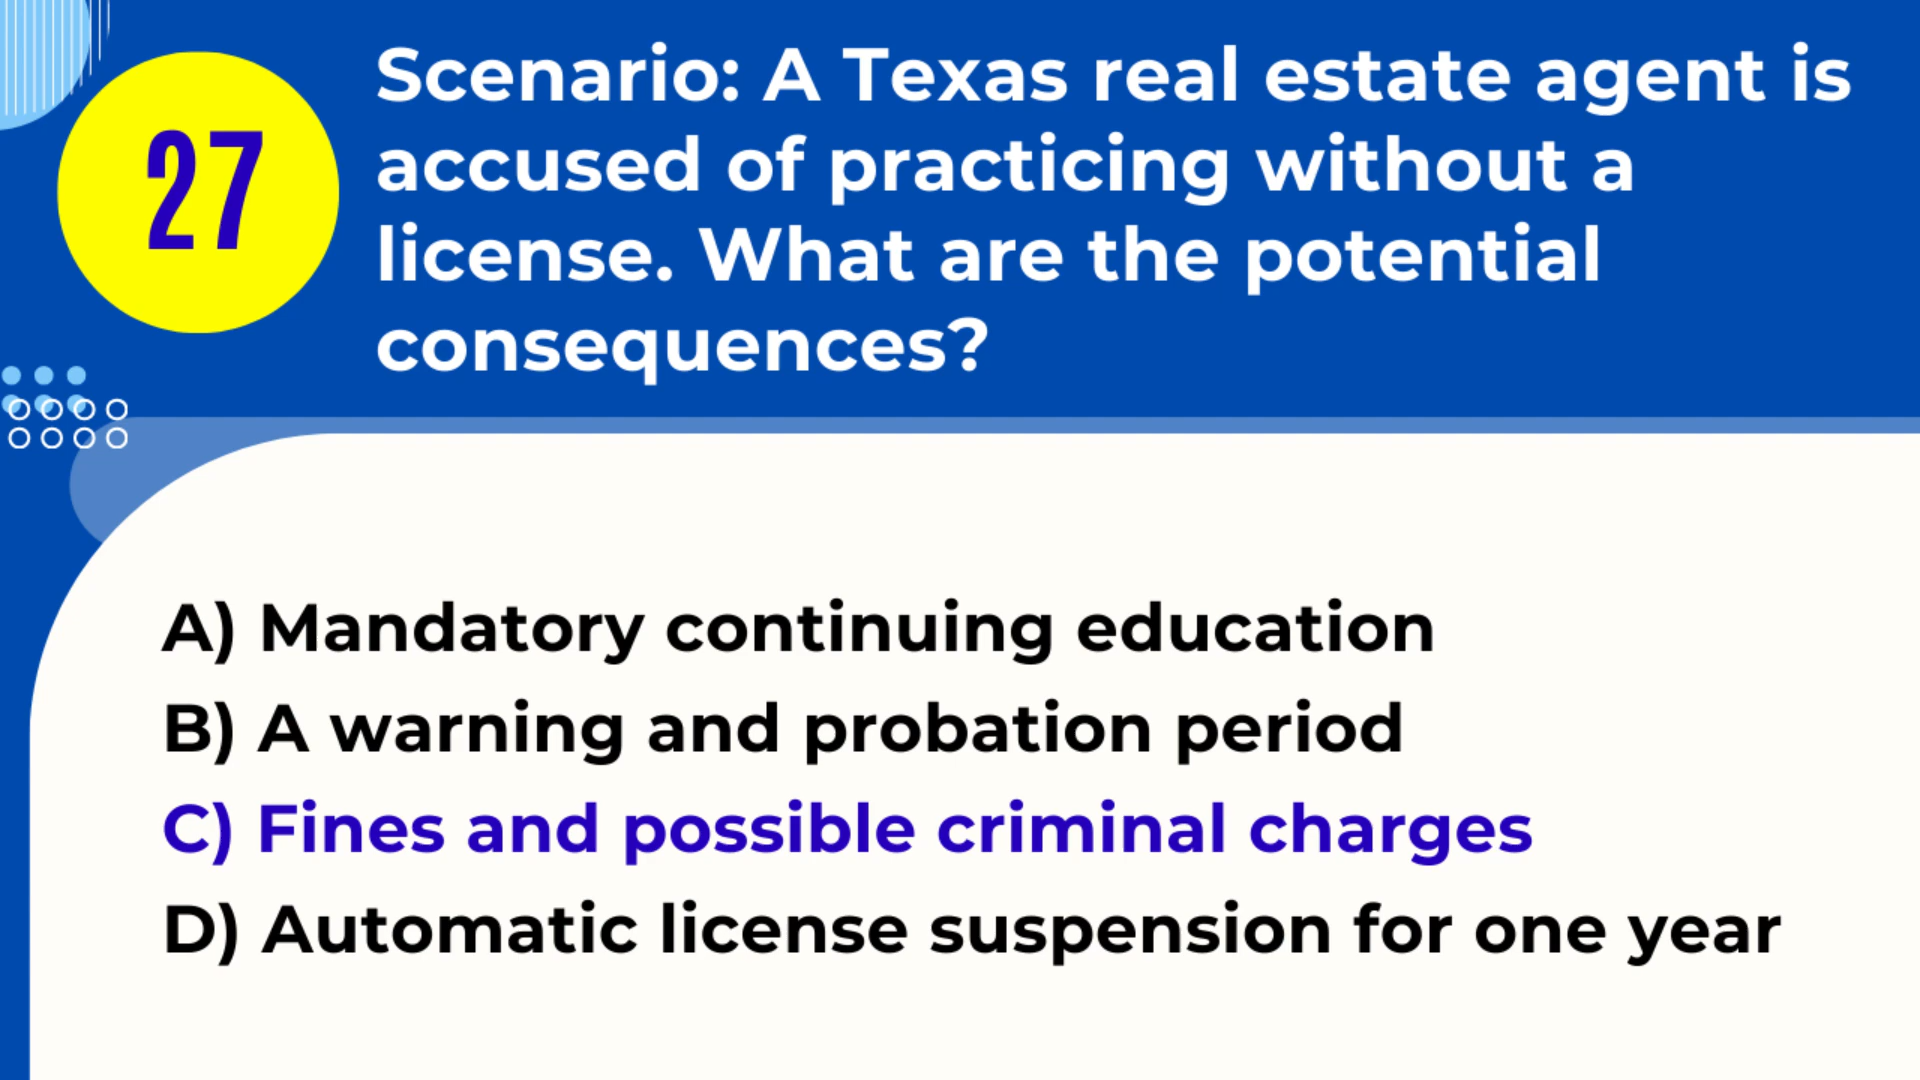 27
Scenario: A Texas real estate agent is
accused of practicing without a
license. What are the potential
consequences?
A) Mandatory continuing education
B) A warning and probation period
C) Fines and possible criminal charges
D) Automatic license suspension for one year